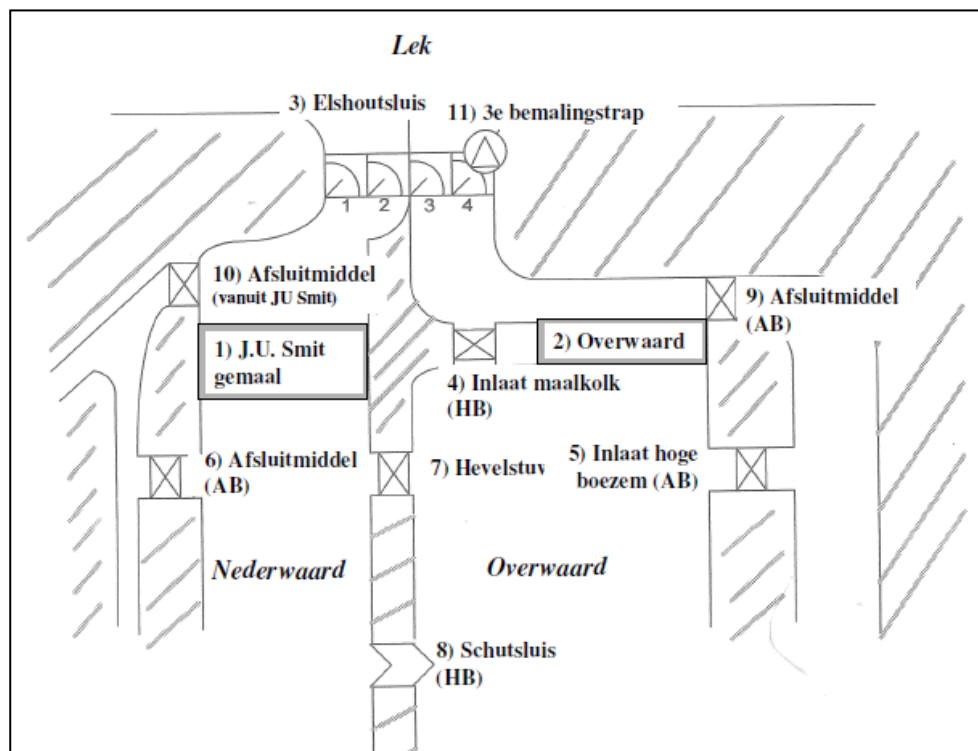 Lek
3) Elshoutsluis
11) 3e bemalingstrap
1 2 3 4
10) Afsluitmiddel
(vanuit JU Smit)
9) Afsluitmiddel
(AB)
1) J.U. Smit
gemaal
2) Overwaard
4) Inlaat maalkolk
(HB)
6) Afsluitmiddel
(AB)
7) Hevelstuv
5) Inlaat hoge
boezem (AB)
Nederwaard
Overwaard
8) Schutsluis
(HB)